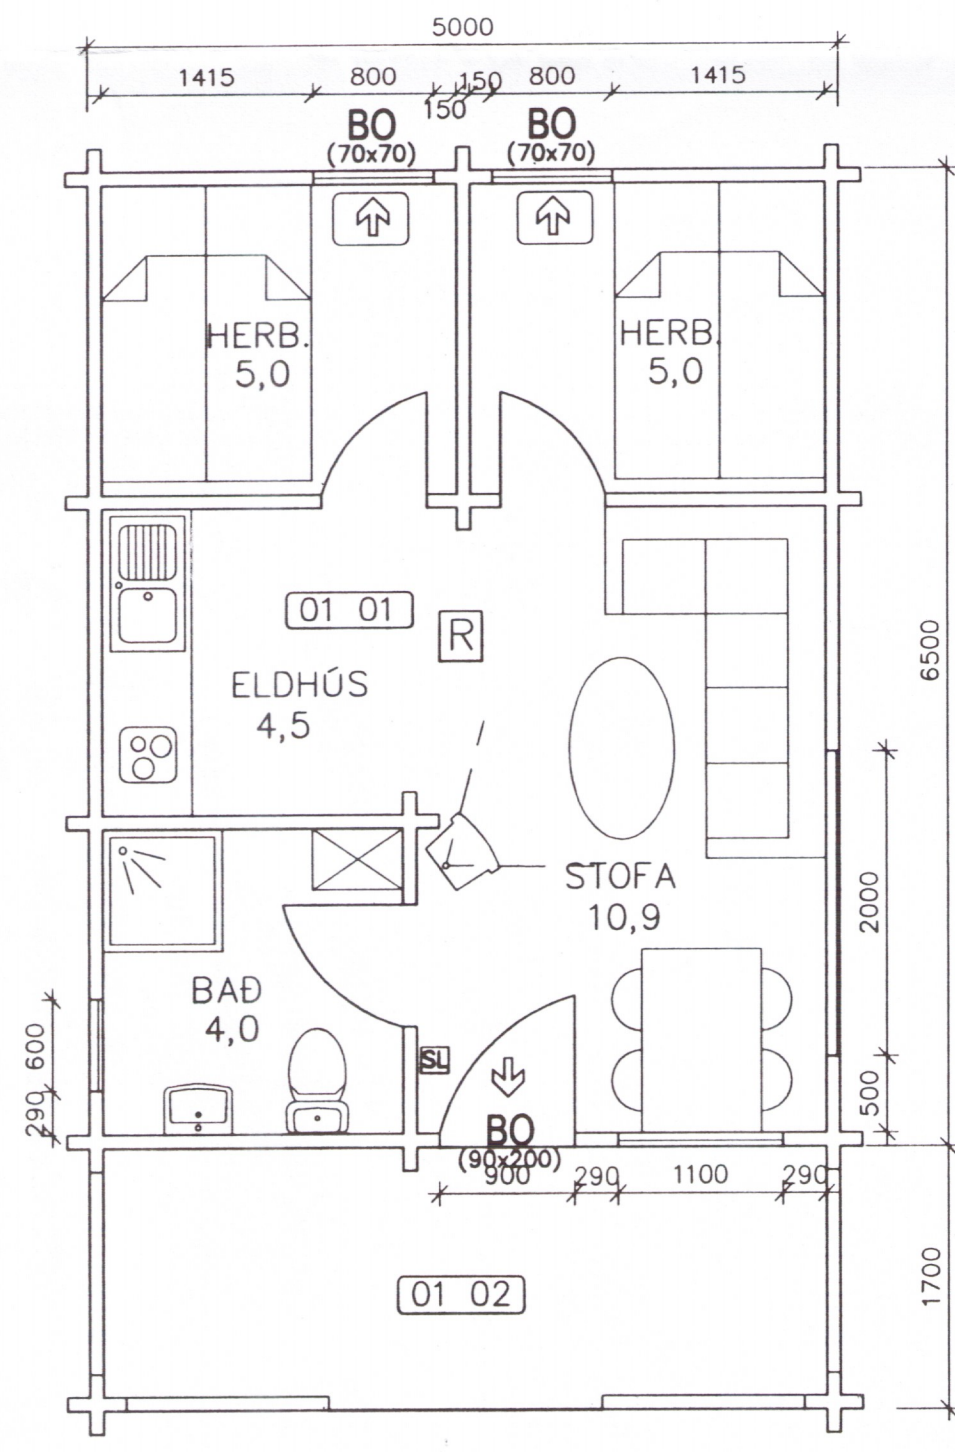 5000
1415 800 150 800 1415
150
BO BO
(70x70) (70x70)
HERB. HERB.
5,0 5,0
01 01
R
6500
ELDHÚS
4,5
STOFA
10,9
2000
BAÐ
4,0
600
SL
500
290
BO
(90x200)
900 290 1100 290
1700
01 02